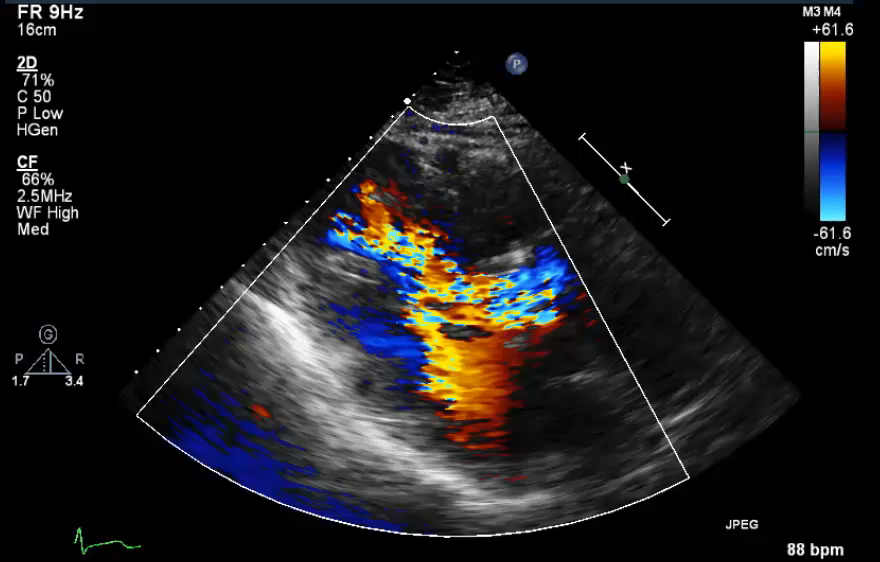 FR 9Hz
16cm
2D
71%
C 50
P Low
HGen
CF
66%
2.5MHz
WF High
Med
G
P R
1.7 3.4
P
X
M3 M4
+61.6
-61.6
cm/s
JPEG
88 bpm